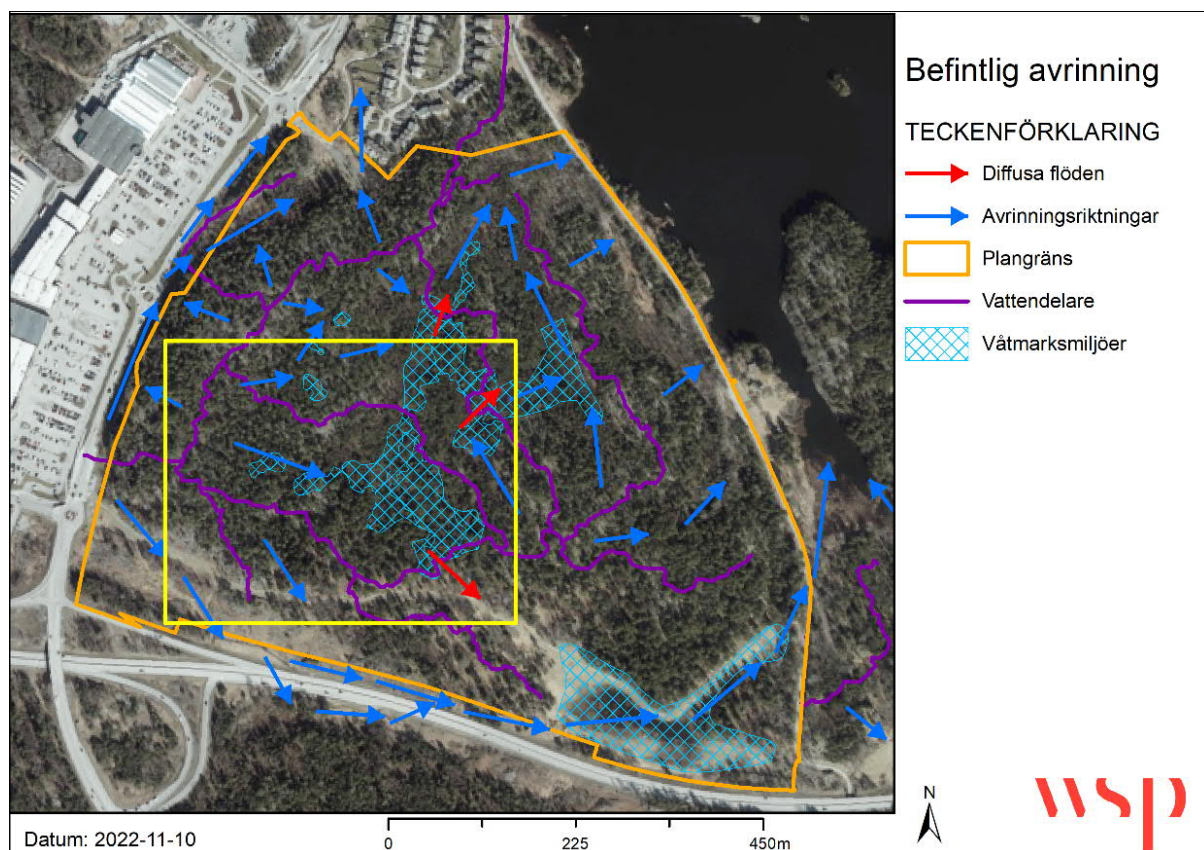 Befintlig avrinning
TECKENFÖRKLARING
Diffusa flöden
Avrinningsriktningar
Plangräns
Vattendelare
Våtmarksmiljöer
N
wsp
Datum: 2022-11-10
0 225 450m